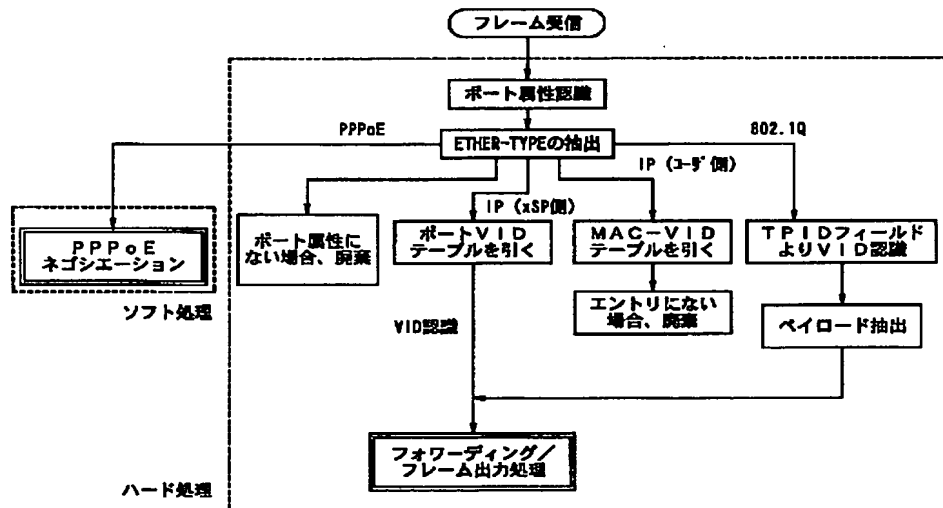 フレーム受信
ポート属性認識
PPPoE
802.1Q
ETHER-TYPEの抽出
IP (ユーザ側)
IP (xSP側)
PPPoE
ネゴシエーション
ポート属性に
ない場合、廃棄
ポートVID
テーブルを引く
MAC-VID
テーブルを引く
TPIDフィールド
よりVID認識
ソフト処理
エントリにない
場合、廃棄
VID認識
ペイロード抽出
フォワーディング/
フレーム出力処理
ハード処理